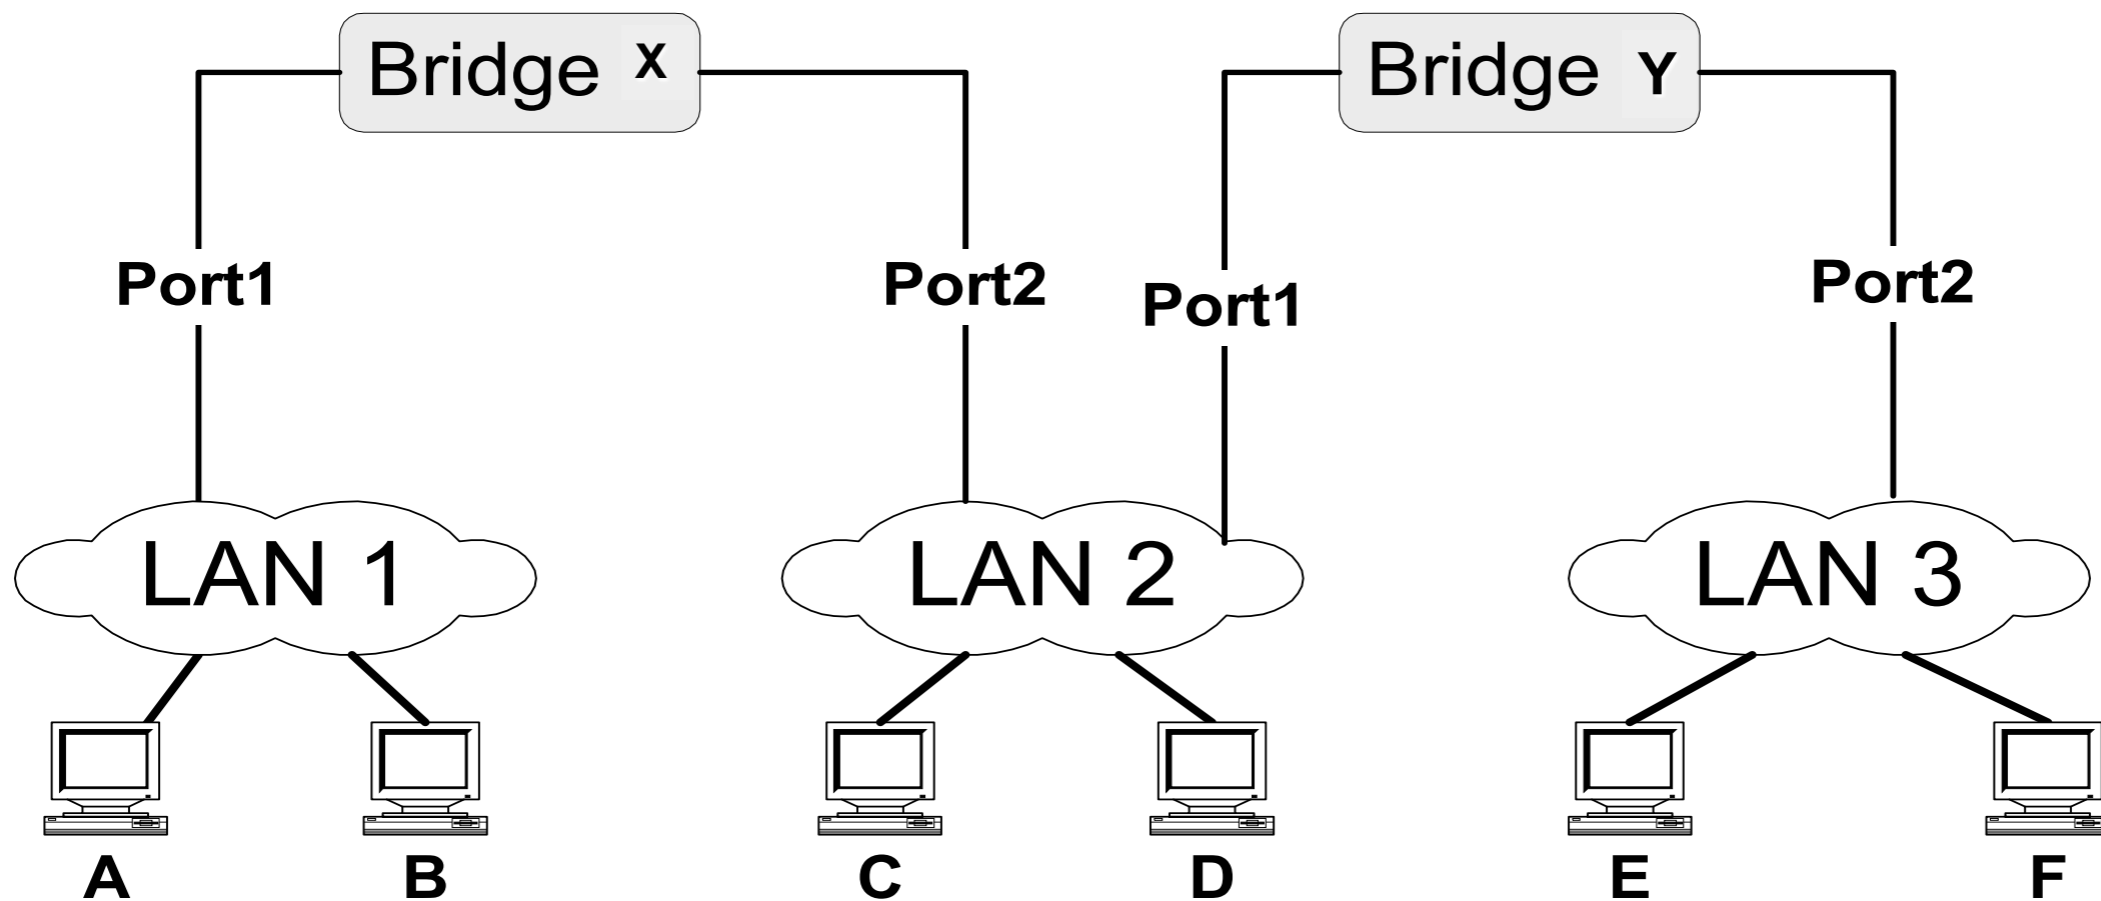 Bridge X
Bridge Y
Port1
Port2
Port1
Port2
LAN 1
LAN 2
LAN 3
A
B
C
D
E
F